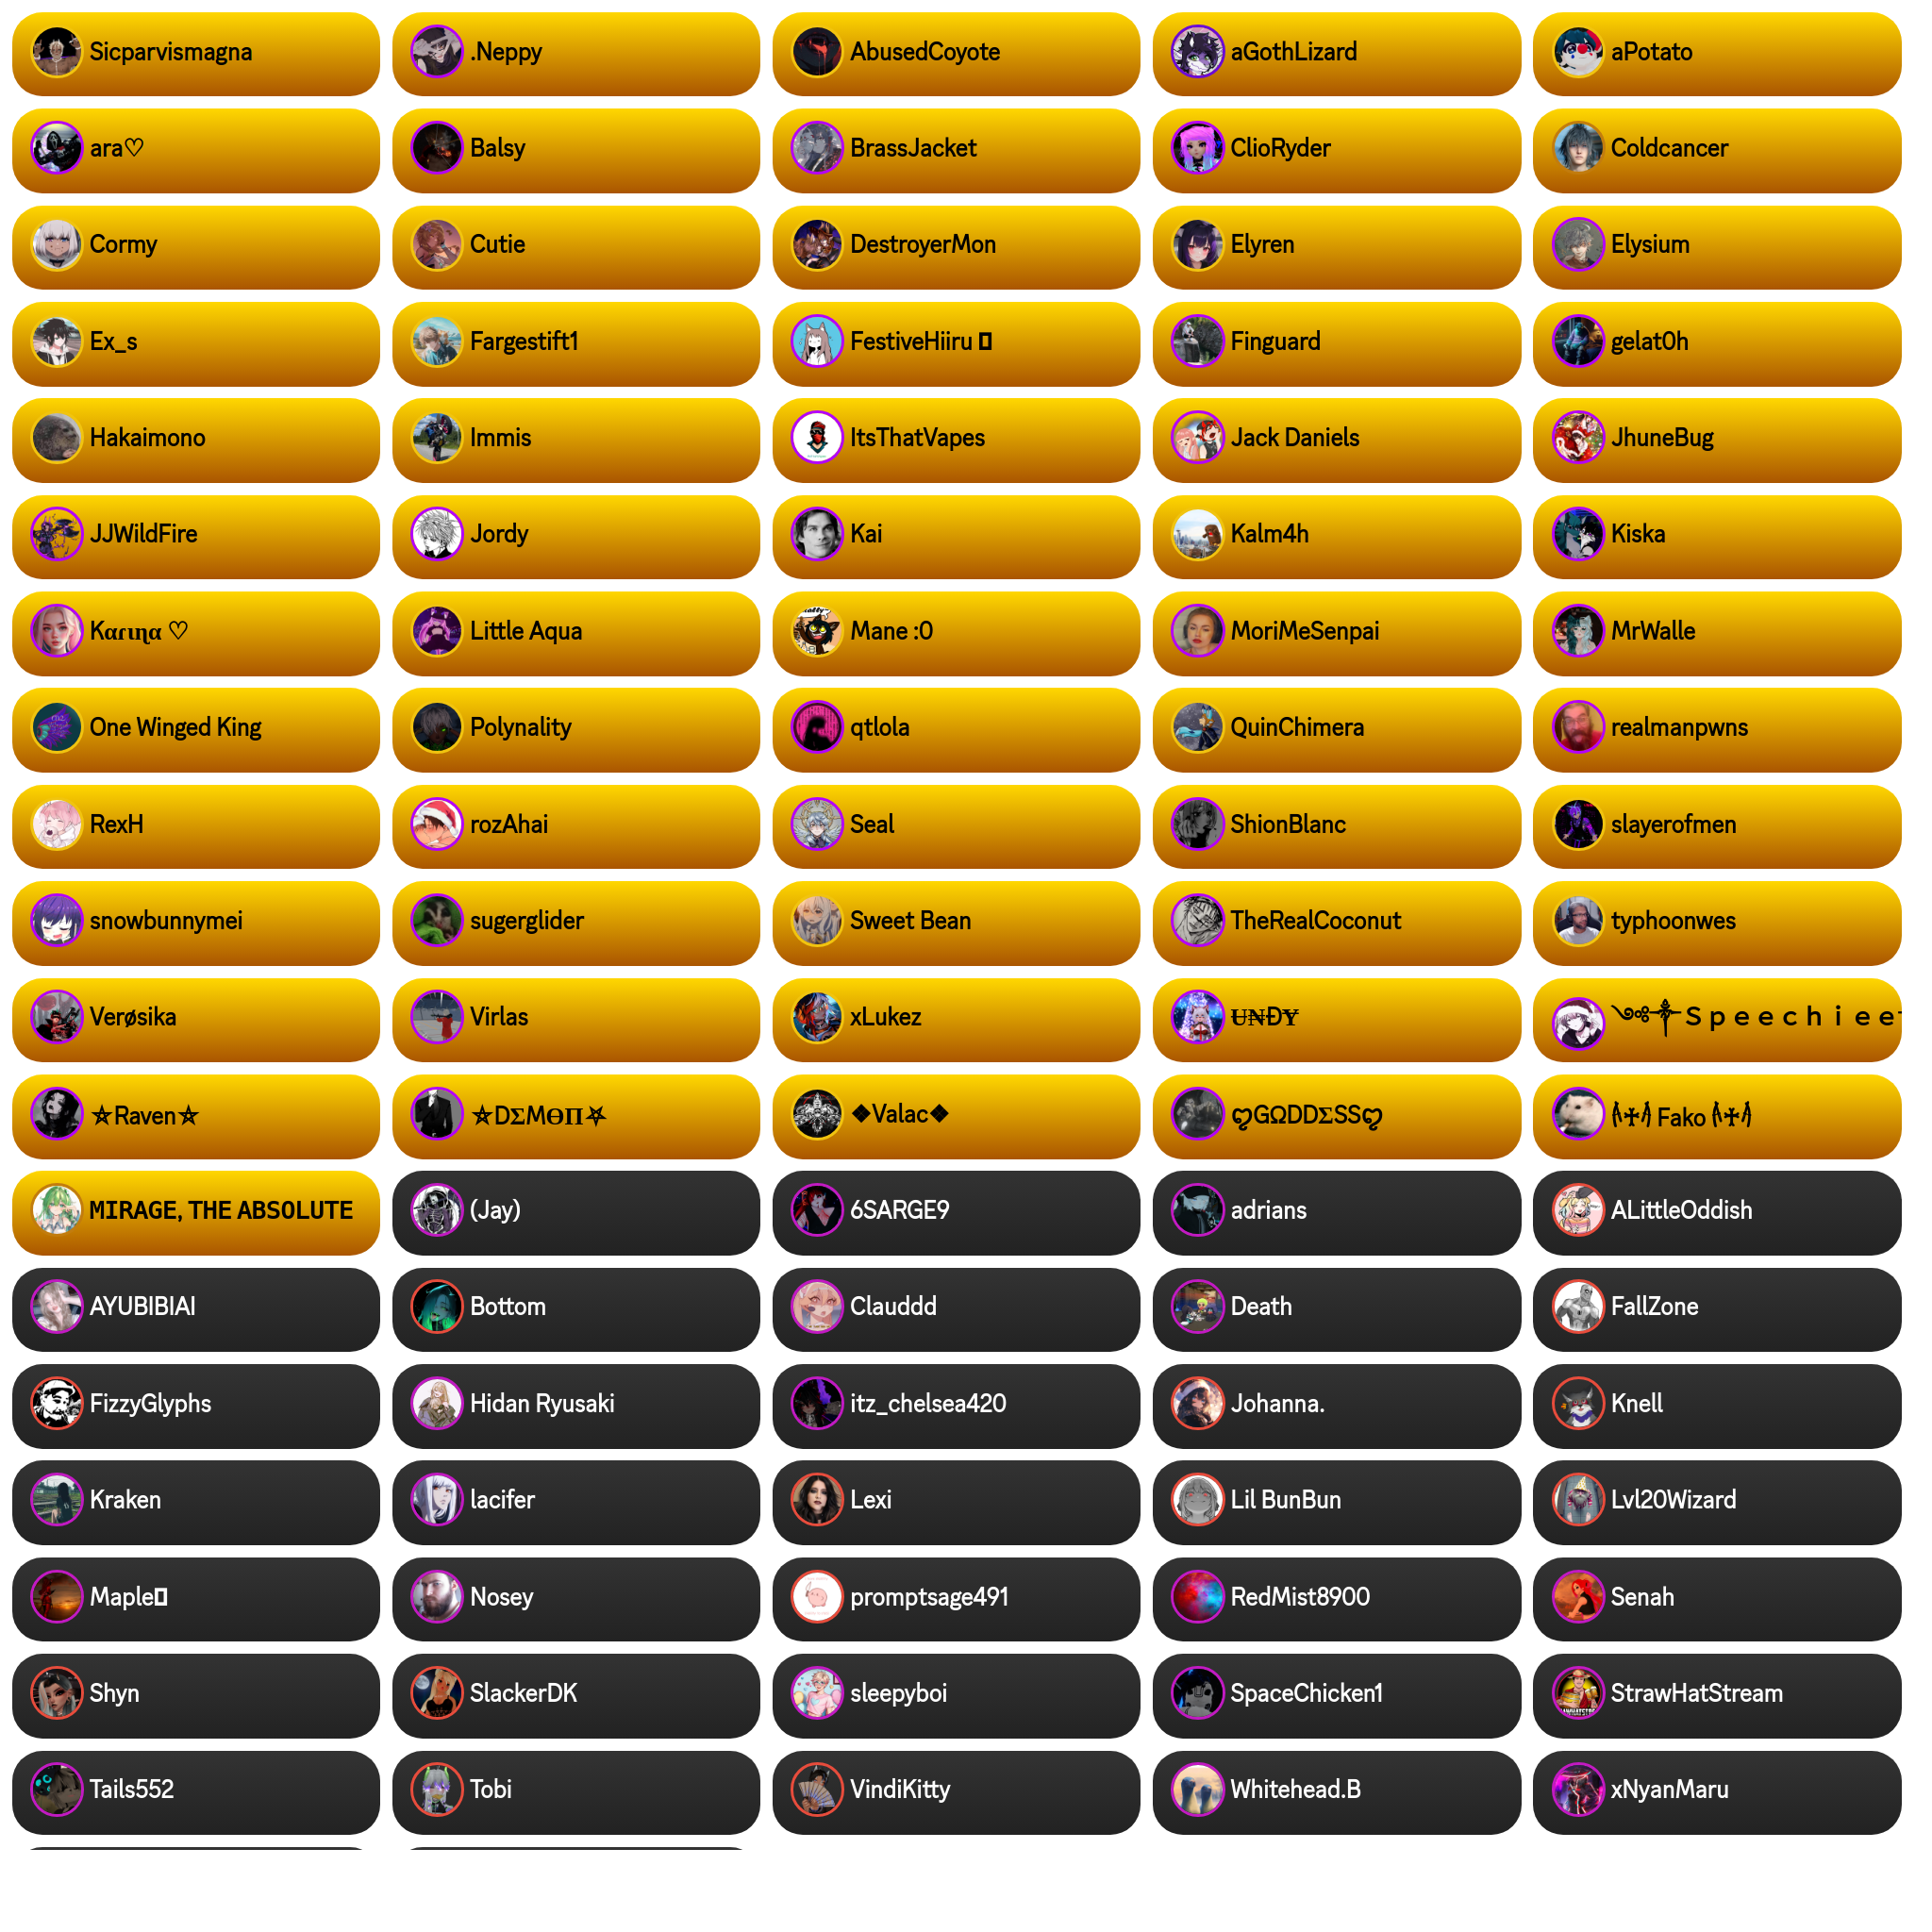 Sicparvismagna
.Neppy
AbusedCoyote
aGothLizard
aPotato
ara♡
Balsy
BrassJacket
ClioRyder
Coldcancer
Cormy
Cutie
DestroyerMon
Elyren
Elysium
Ex_s
Fargestift1
FestiveHiiru
Finguard
gelat0h
Hakaimono
Immis
ItsThatVapes
Jack Daniels
JhuneBug
JJWildFire
Jordy
Kai
Kalm4h
Kiska
Kαɾιɳα ♡
Little Aqua
Mane :0
MoriMeSenpai
MrWalle
One Winged King
Polynality
qtlola
QuinChimera
realmanpwns
RexH
rozAhai
Seal
ShionBlanc
slayerofmen
snowbunnymei
sugerglider
Sweet Bean
TheRealCoconut
typhoonwes
Verøsika
Virlas
xLukez
U̶N̶ĐY̶
༺✞Ｓｐｅｅｃｈｉｅｅ
⛤Raven⛤
⛤DΣMӨΠ⛧
❖Valac❖
ღGΩDDΣSSღ
Fako
MIRAGE, THE ABSOLUTE
(Jay)
6SARGE9
adrians
ALittleOddish
AYUBIBIAI
Bottom
Clauddd
Death
FallZone
FizzyGlyphs
Hidan Ryusaki
itz_chelsea420
Johanna.
Knell
Kraken
lacifer
Lexi
Lil BunBun
Lvl20Wizard
Maple
Nosey
promptsage491
RedMist8900
Senah
Shyn
SlackerDK
sleepyboi
SpaceChicken1
StrawHatStream
Tails552
Tobi
VindiKitty
Whitehead.B
xNyanMaru